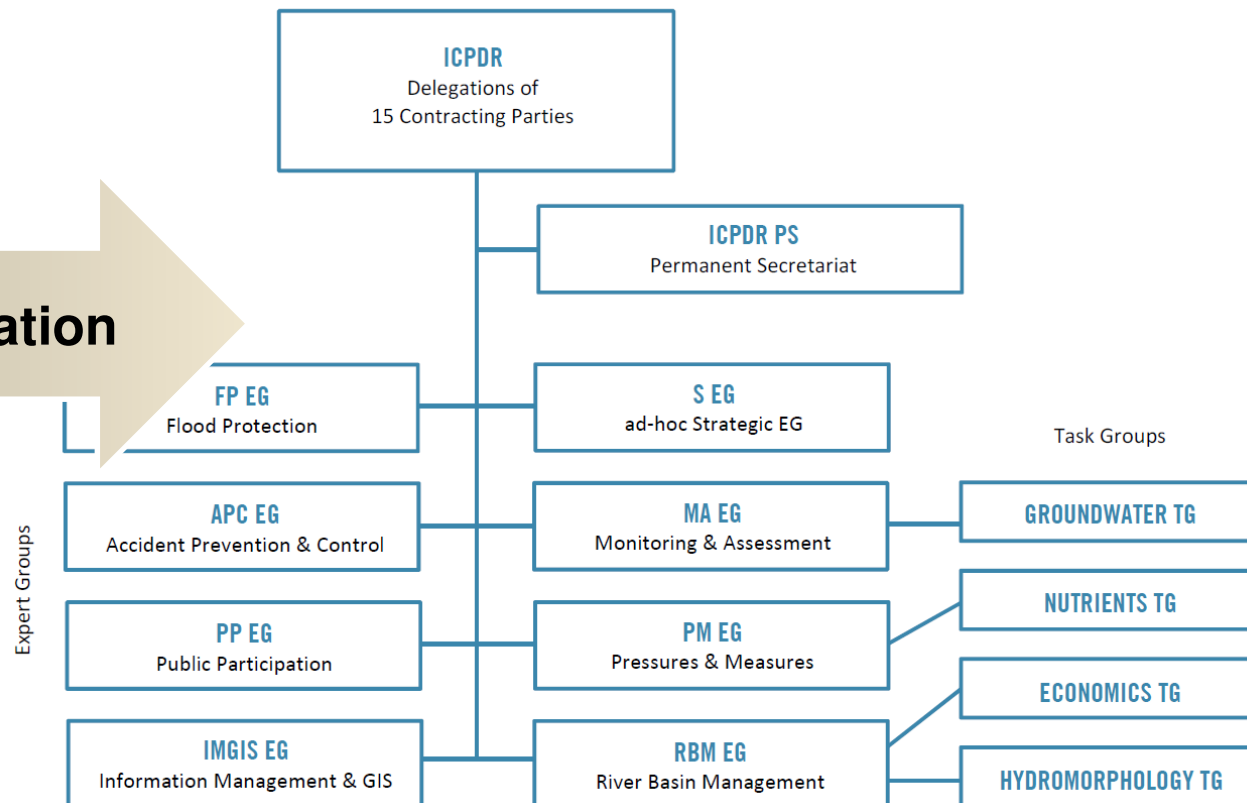 ICPDR
Delegations of
15 Contracting Parties
ICPDR PS
Permanent Secretariat
FP EG
Flood Protection
S EG
ad-hoc Strategic EG
Task Groups
APC EG
Accident Prevention & Control
MA EG
Monitoring & Assessment
GROUNDWATER TG
Expert Groups
PP EG
Public Participation
PM EG
Pressures & Measures
NUTRIENTS TG
ECONOMICS TG
IMGIS EG
Information Management & GIS
RBM EG
River Basin Management
HYDROMORPHOLOGY TG